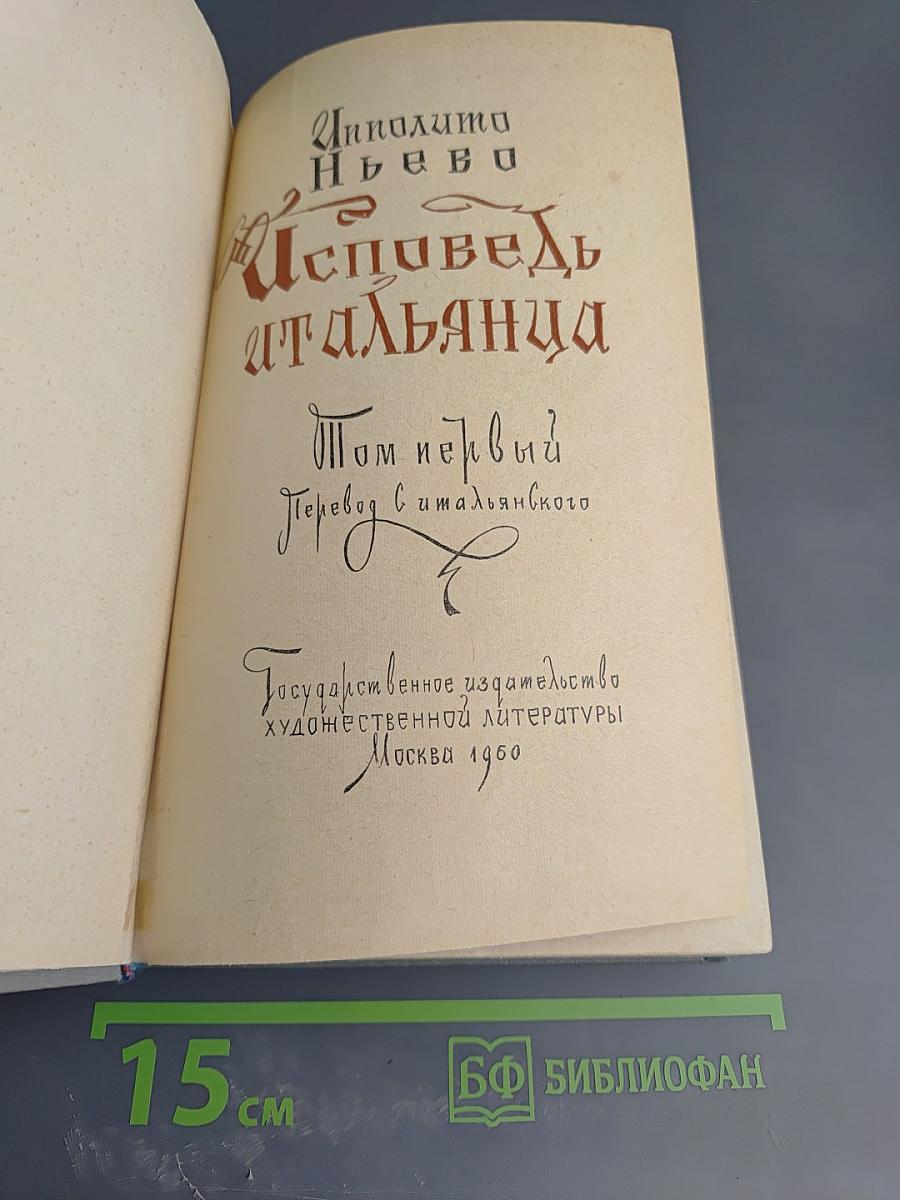 Ипполито
Ньево
Исповедь
итальянца
Том первый
Перевод с итальянского
Государственное издательство
художественной литературы
Москва 1960
15 см
БФ БИБЛИОФАН